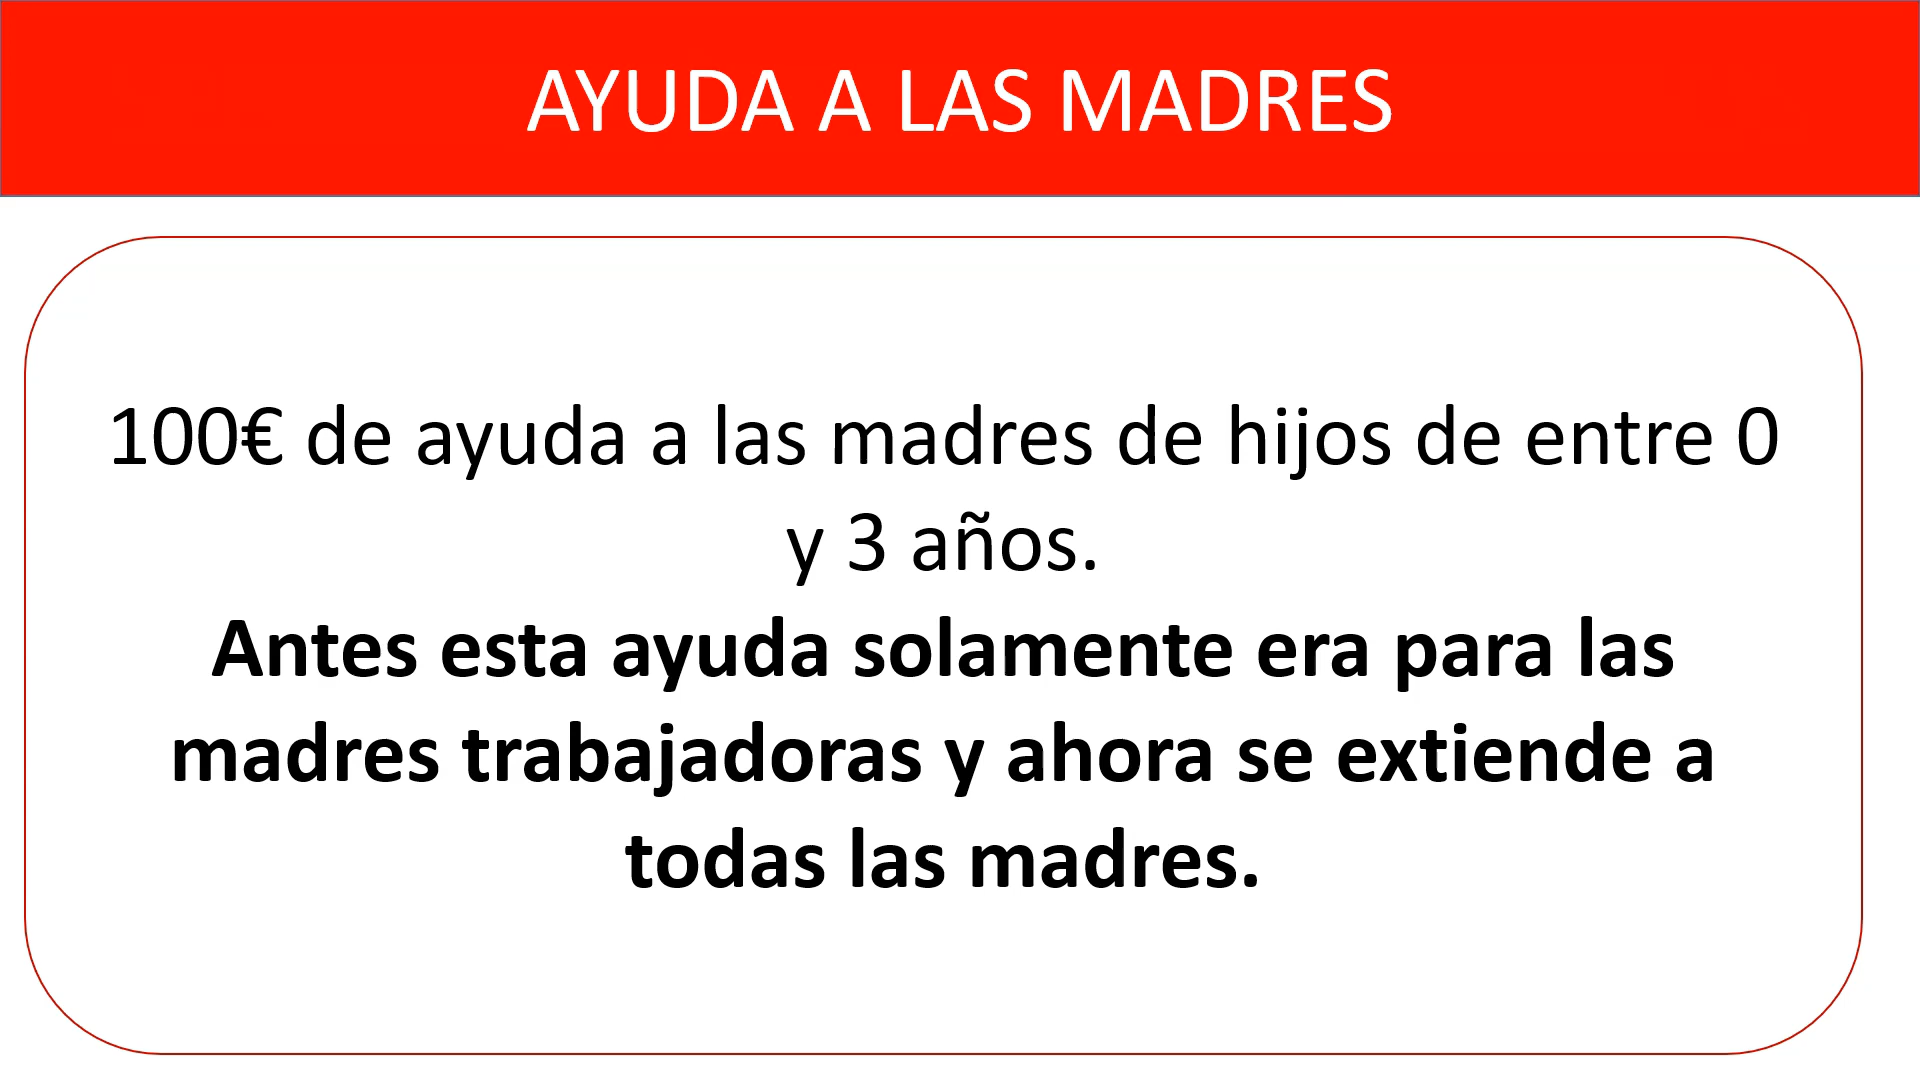 AYUDA A LAS MADRES
100€ de ayuda a las madres de hijos de entre 0
y 3 años.
Antes esta ayuda solamente era para las
madres trabajadoras y ahora se extiende a
todas las madres.